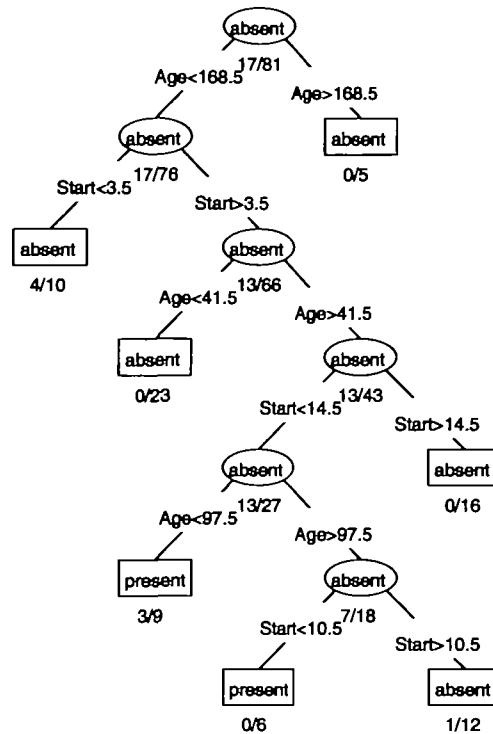 absent
17/81
Age<168.5
Age>168.5
absent
17/76
absent
0/5
Start<3.5
Start>3.5
absent
4/10
absent
13/66
Age<41.5
Age>41.5
absent
0/23
absent
13/43
Start<14.5
Start>14.5
absent
13/27
absent
0/16
Age<97.5
Age>97.5
present
3/9
absent
7/18
Start<10.5
Start>10.5
present
0/6
absent
1/12